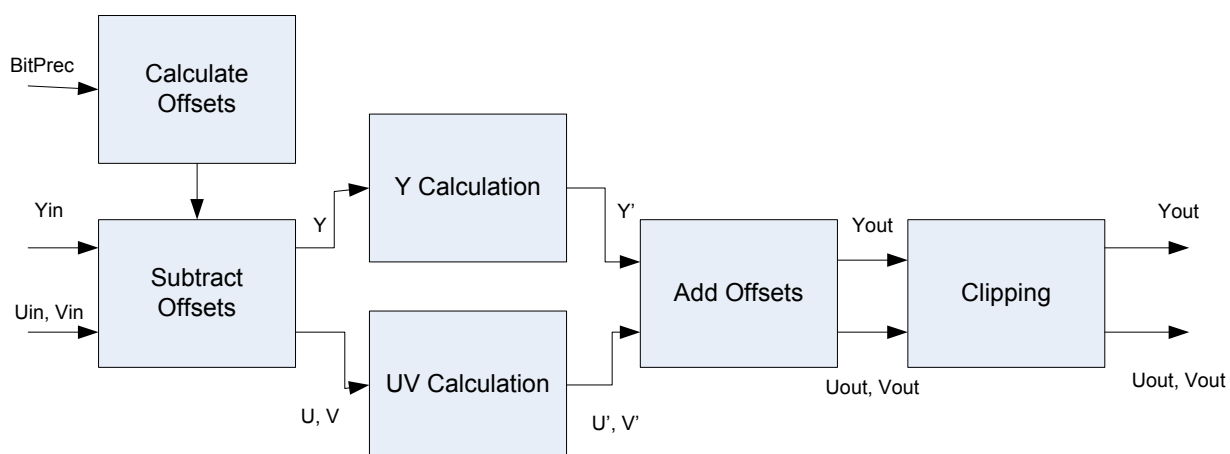 BitPrec
Calculate
Offsets
Yin
Uin, Vin
Subtract
Offsets
Y
U, V
Y Calculation
UV Calculation
Y'
U', V'
Add Offsets
Yout
Uout, Vout
Clipping
Yout
Uout, Vout